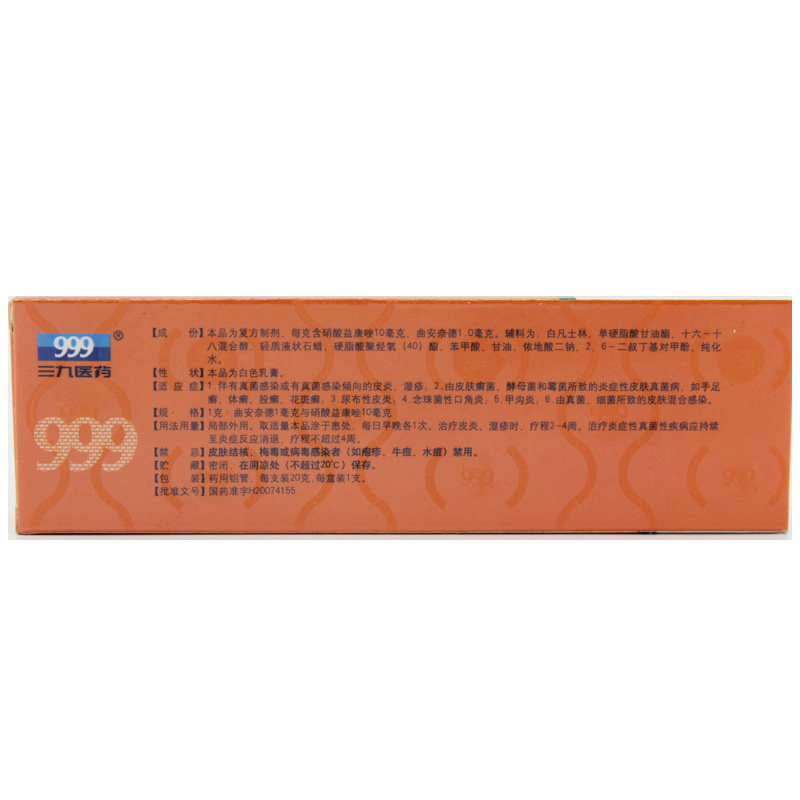 999®
三九医药
999
【成 份】本品为复方制剂，每克含硝酸益康唑10毫克，曲安奈德1.0毫克。辅料为：白凡士林、单硬脂酸甘油酯、十六-十
八混合醇、轻质液状石蜡、硬脂酸聚烃氧（40）酯、苯甲酸、甘油、依地酸二钠、2，6-二叔丁基对甲酚、纯化
水。
【性 状】本品为白色乳膏。
【适 应 症】1.伴有真菌感染或有真菌感染倾向的皮炎、湿疹；2.由皮肤癣菌、酵母菌和霉菌所致的炎症性皮肤真菌病，如手足
癣、体癣、股癣、花斑癣；3.尿布性皮炎；4.念珠菌性口角炎；5.甲沟炎；6.由真菌、细菌所致的皮肤混合感染。
【规 格】1克：曲安奈德1毫克与硝酸益康唑10毫克
【用法用量】局部外用。取适量本品涂于患处，每日早晚各1次。治疗皮炎、湿疹时，疗程2-4周。治疗炎症性真菌性疾病应持续
至炎症反应消退，疗程不超过4周。
【禁 忌】皮肤结核、梅毒或病毒感染者（如疱疹、牛痘、水痘）禁用。
【贮 藏】密闭，在阴凉处（不超过20℃）保存。
【包 装】药用铝管，每支装20克，每盒装1支。
【批准文号】国药准字H20074155
999
999